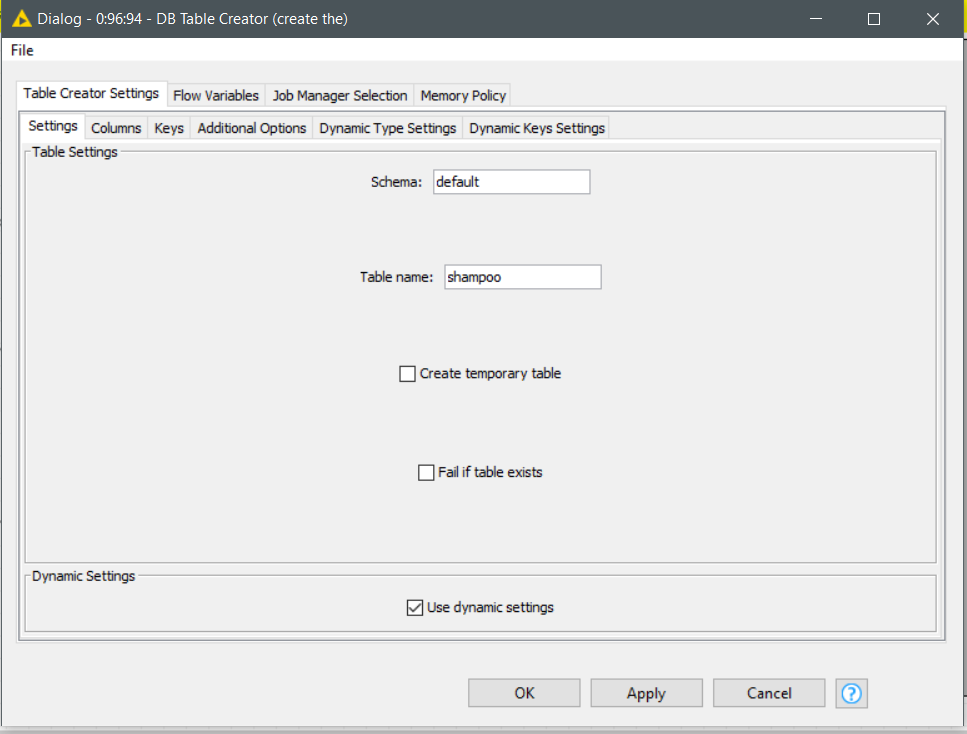 Dialog - 0:96:94 - DB Table Creator (create the)
File
Table Creator Settings Flow Variables Job Manager Selection Memory Policy
Settings Columns Keys Additional Options Dynamic Type Settings Dynamic Keys Settings
Table Settings
Schema: default
Table name: shampoo
Create temporary table
Fail if table exists
Dynamic Settings
Use dynamic settings
OK Apply Cancel ?